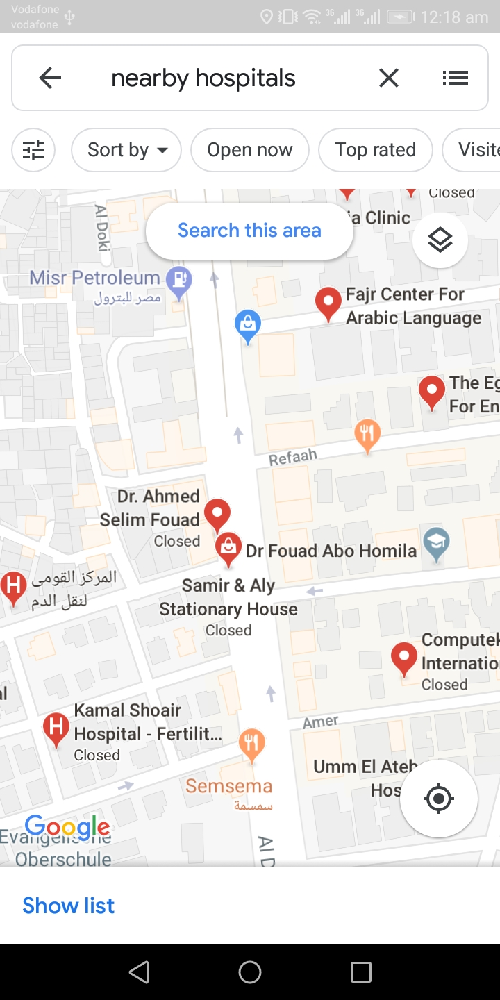 Vodafone
vodafone
3G
3G
12:18 am
nearby hospitals
Sort by
Open now
Top rated
Visite
Closed
ia Clinic
Al Doki
Search this area
Misr Petroleum
مصر للبترول
Fajr Center For
Arabic Language
The Eg
For En
Refaah
Dr. Ahmed
Selim Fouad
Closed
Dr Fouad Abo Homila
H
المركز القومى
لنقل الدم
Samir & Aly
Stationary House
Closed
Computek
Internatio
Closed
al
H
Kamal Shoair
Hospital - Fertilit...
Closed
Amer
Umm El Ateb
Hos
Semsema
سمسمة
Google
Oberschule
Al D
Show list